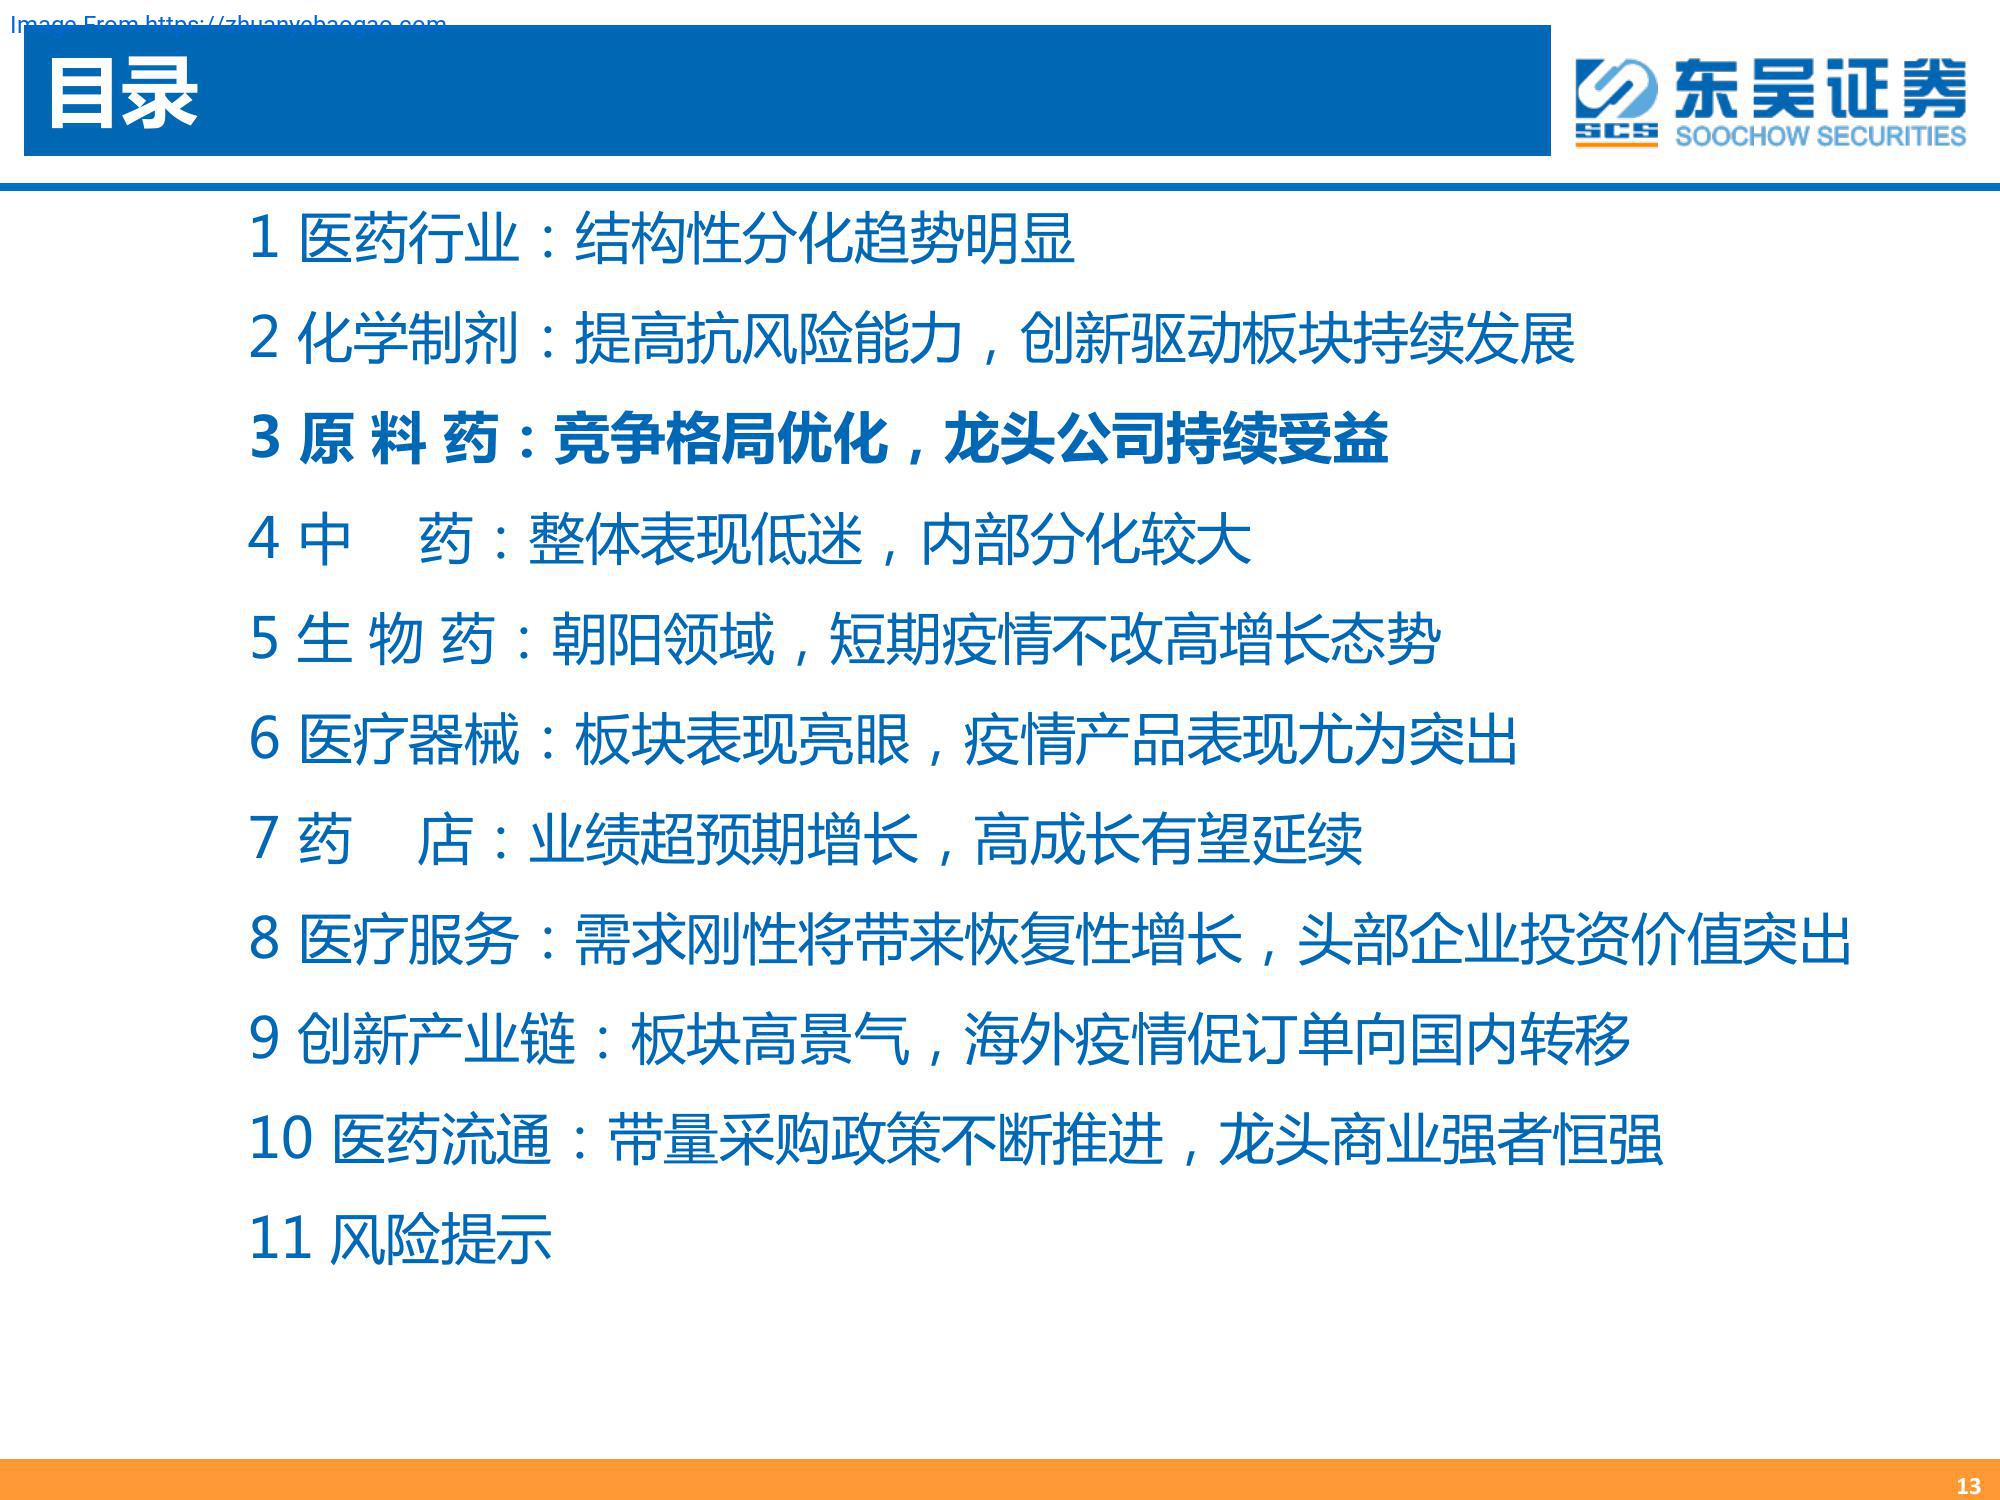 Image From https://zhuanyebaogao.com
目录
东吴证券
SCS
SOOCHOW SECURITIES
1 医药行业：结构性分化趋势明显
2 化学制剂：提高抗风险能力，创新驱动板块持续发展
3 原 料 药：竞争格局优化，龙头公司持续受益
4 中　药：整体表现低迷，内部分化较大
5 生 物 药：朝阳领域，短期疫情不改高增长态势
6 医疗器械：板块表现亮眼，疫情产品表现尤为突出
7 药　店：业绩超预期增长，高成长有望延续
8 医疗服务：需求刚性将带来恢复性增长，头部企业投资价值突出
9 创新产业链：板块高景气，海外疫情促订单向国内转移
10 医药流通：带量采购政策不断推进，龙头商业强者恒强
11 风险提示
13